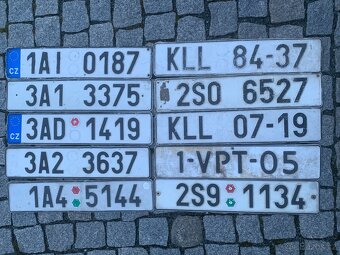 CZ 1AI 0187
KLL 84-37
3A1 3375
2S0 6527
CZ 3AD 1419
KLL 07-19
3A2 3637
1-VPT-05
1A4 5144
2S9 1134